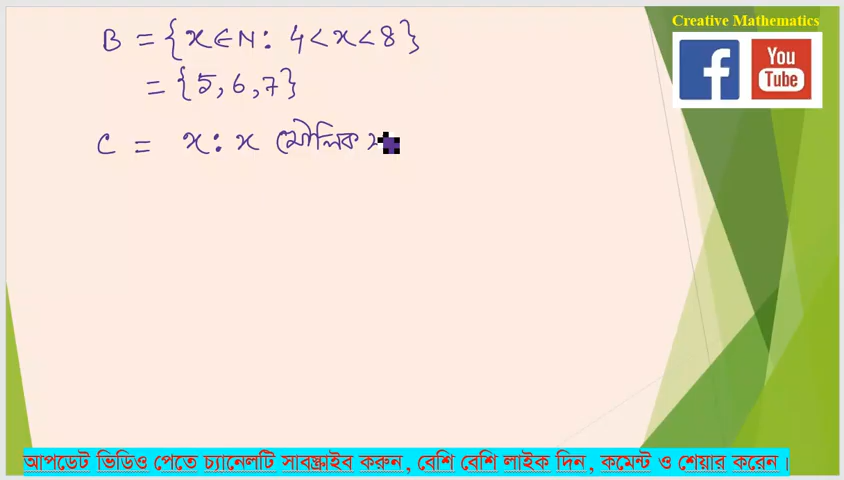 Creative Mathematics
B = {x∈N: 4<x<8}
= {5, 6, 7}
You
Tube
C = x: x মৌলিক
আপডেট ভিডিও পেতে চ্যানেলটি সাবস্ক্রাইব করুন, বেশি বেশি লাইক দিন, কমেন্ট ও শেয়ার করেন।